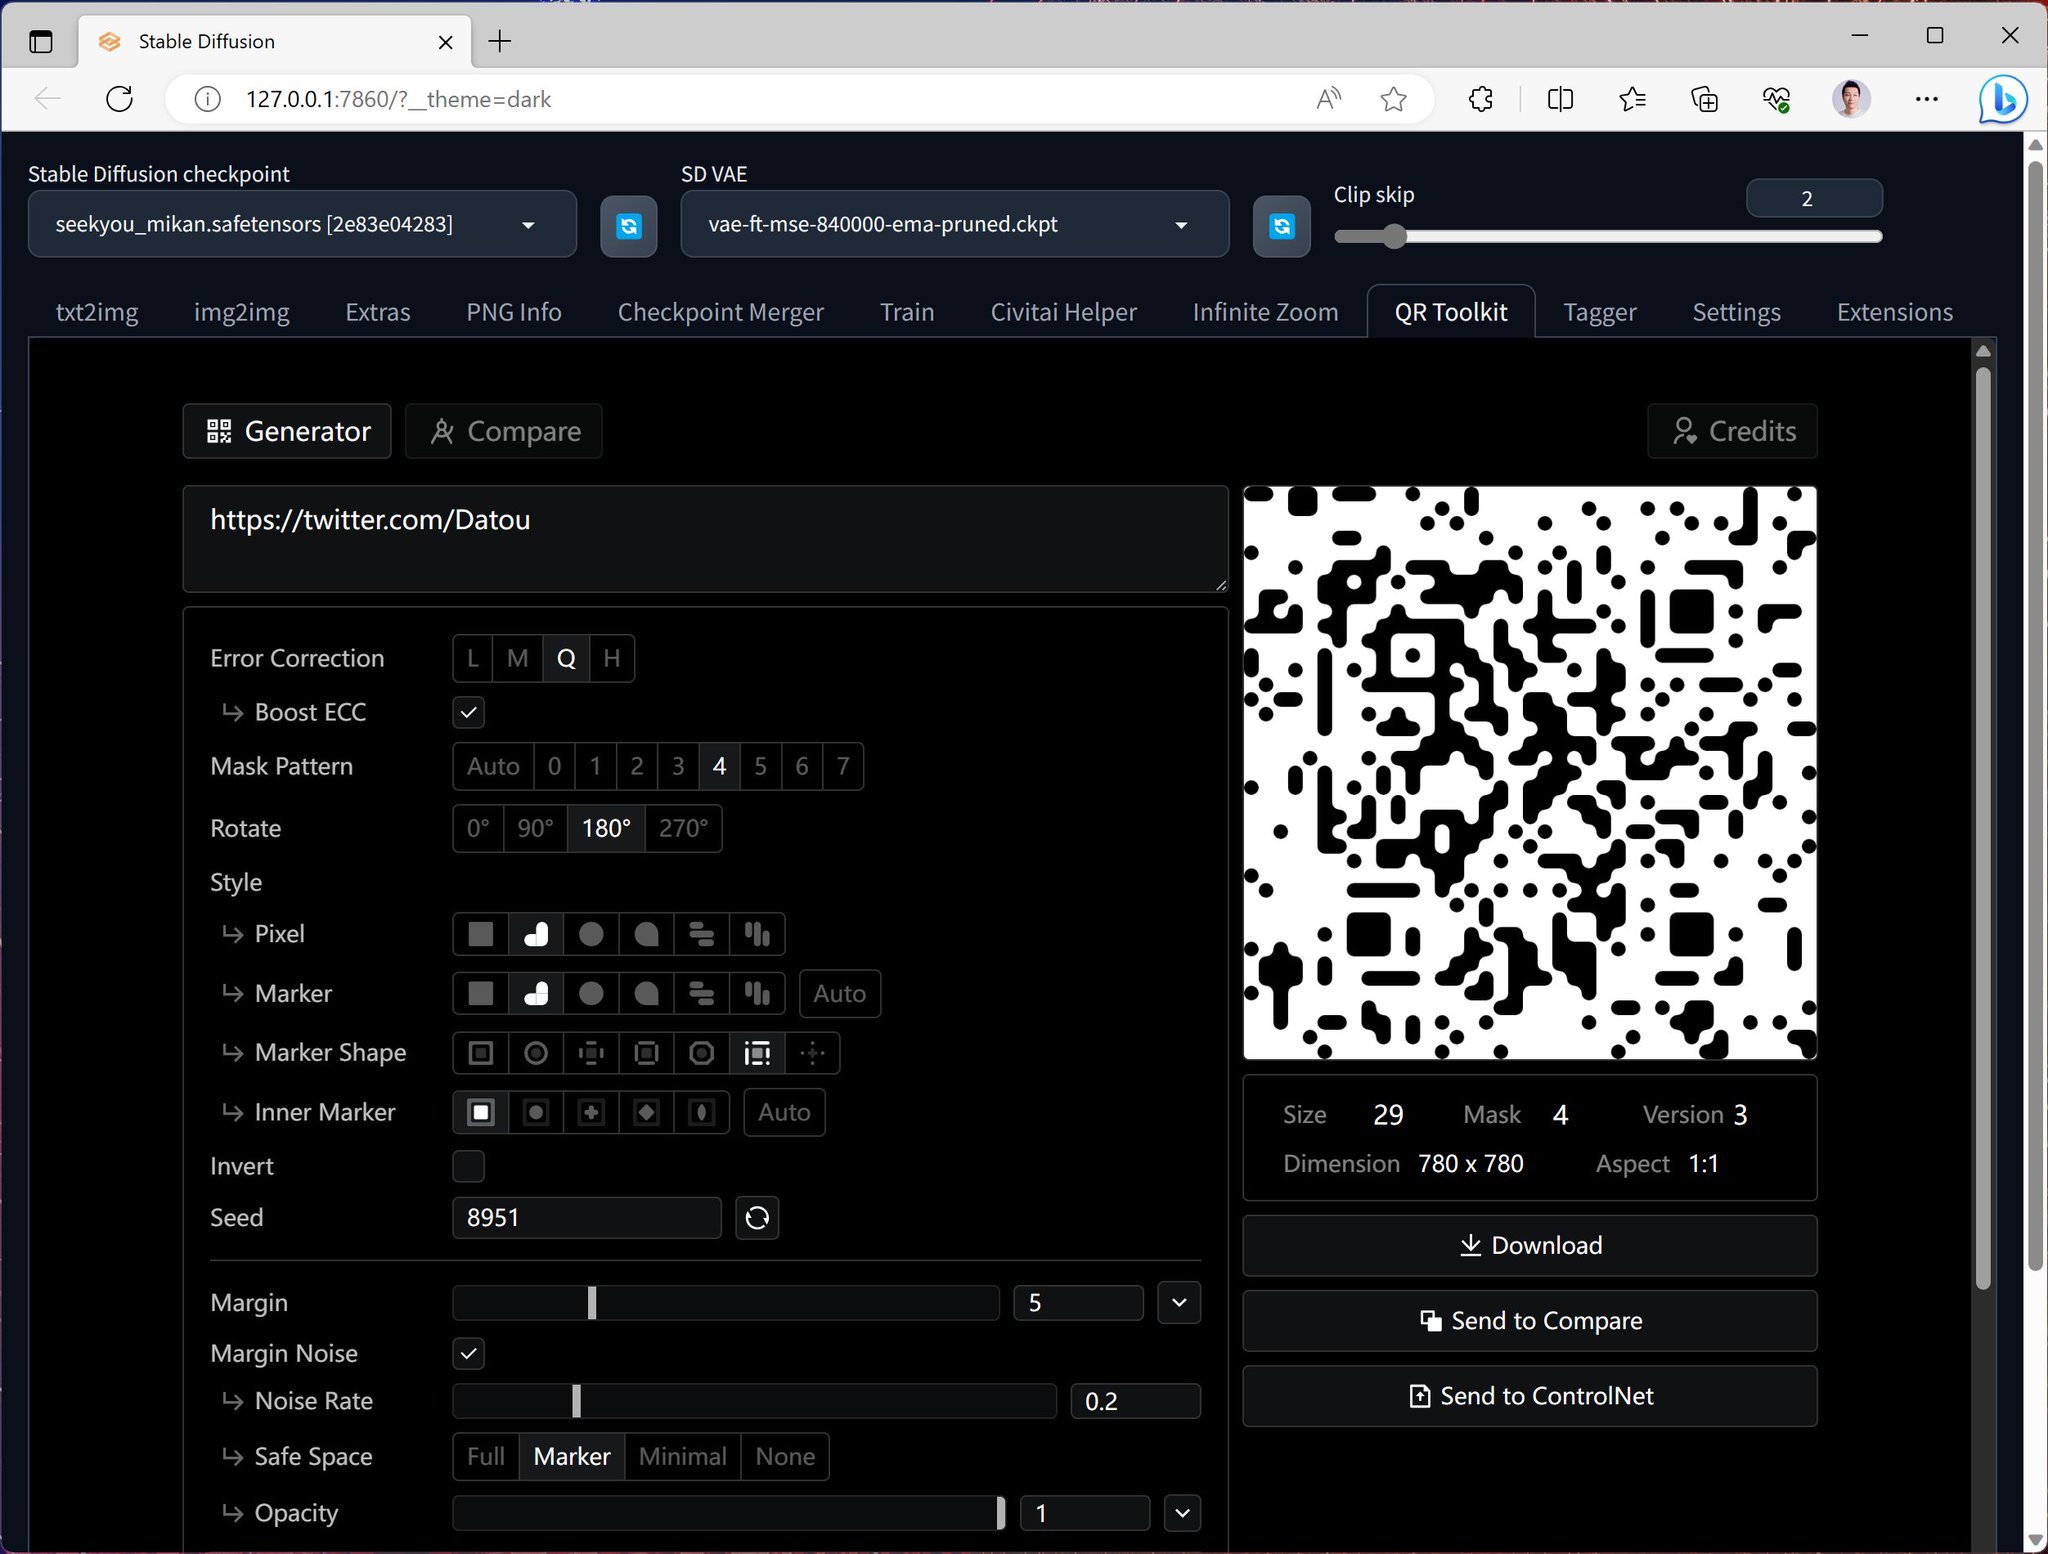 Stable Diffusion
127.0.0.1:7860/?__theme=dark
Stable Diffusion checkpoint
SD VAE
Clip skip
2
seekyou_mikan.safetensors [2e83e04283]
vae-ft-mse-840000-ema-pruned.ckpt
txt2img img2img Extras PNG Info Checkpoint Merger Train Civitai Helper Infinite Zoom QR Toolkit Tagger Settings Extensions
Generator Compare Credits
https://twitter.com/Datou
Error Correction L M Q H
Boost ECC
Mask Pattern Auto 0 1 2 3 4 5 6 7
Rotate 0° 90° 180° 270°
Style
Pixel
Marker Auto
Marker Shape
Inner Marker Auto
Invert
Seed 8951
Margin 5
Margin Noise
Noise Rate 0.2
Safe Space Full Marker Minimal None
Opacity 1
Size 29 Mask 4 Version 3
Dimension 780 x 780 Aspect 1:1
Download
Send to Compare
Send to ControlNet